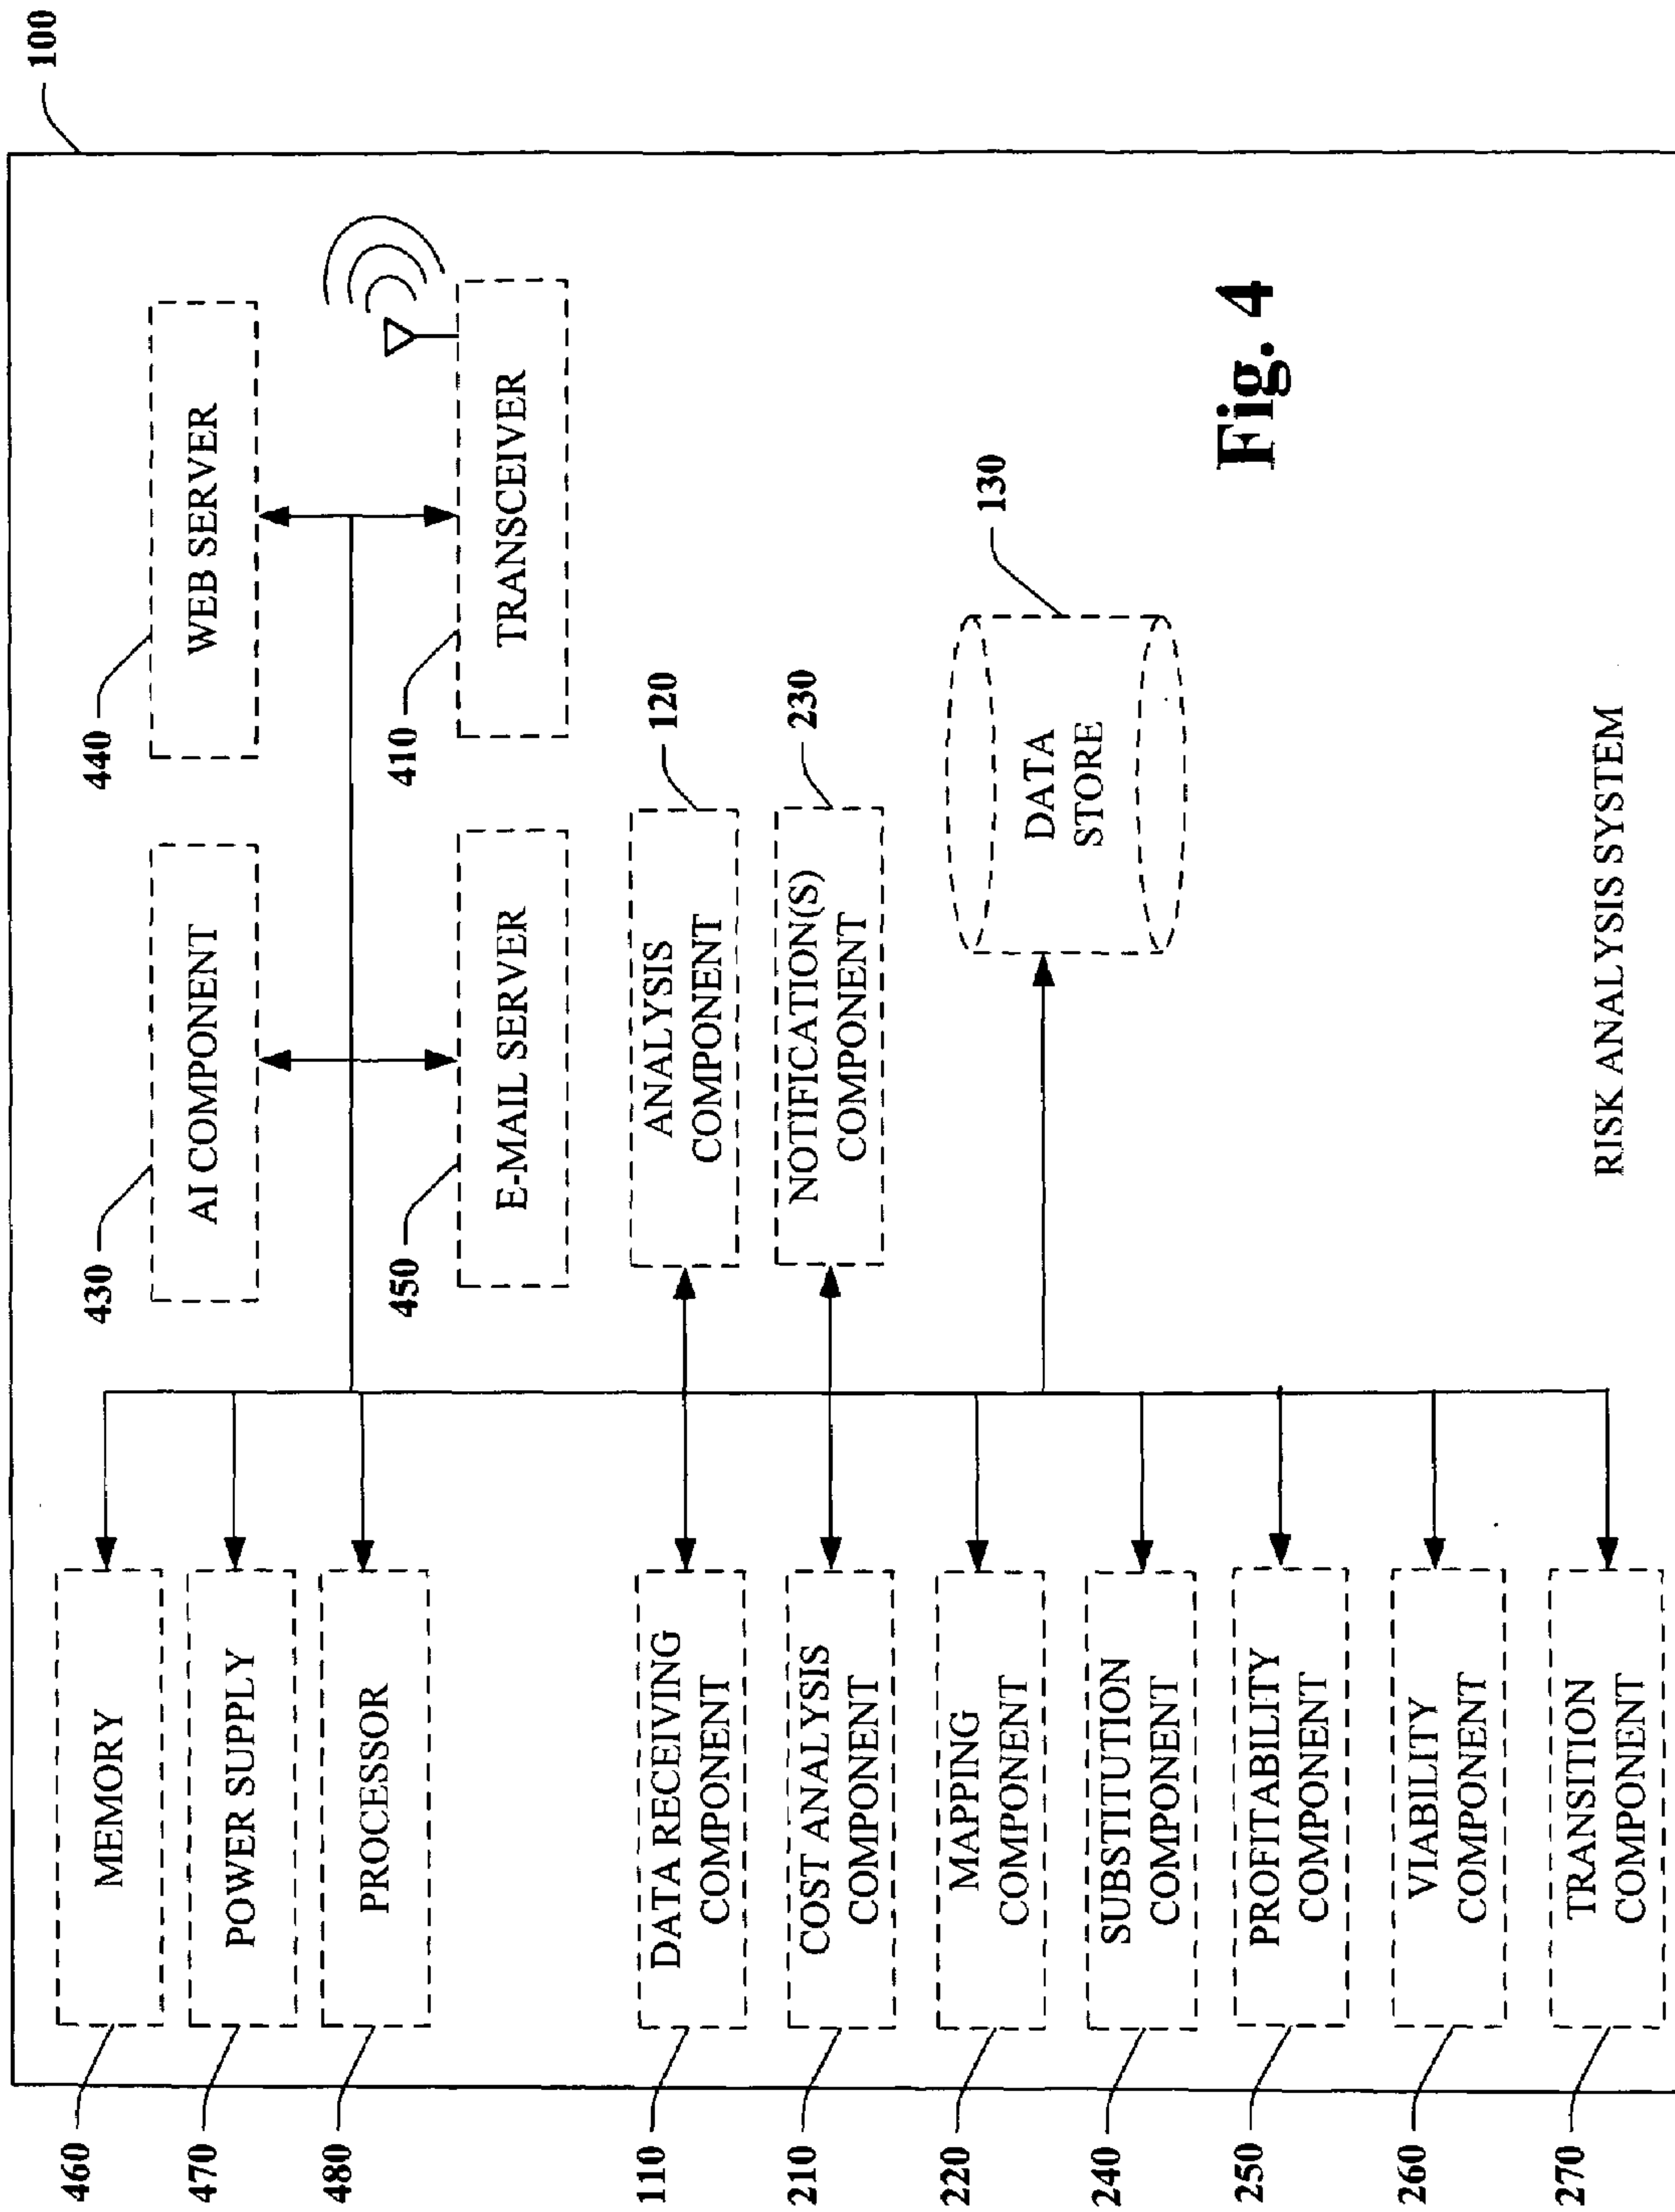 100
460
MEMORY
470
POWER SUPPLY
480
PROCESSOR
430
AI COMPONENT
440
WEB SERVER
450
E-MAIL SERVER
410
TRANSCEIVER
110
DATA RECEIVING
COMPONENT
ANALYSIS
COMPONENT
120
210
COST ANALYSIS
COMPONENT
NOTIFICATION(S)
COMPONENT
230
220
MAPPING
COMPONENT
DATA
STORE
130
240
SUBSTITUTION
COMPONENT
250
PROFITABILITY
COMPONENT
260
VIABILITY
COMPONENT
270
TRANSITION
COMPONENT
RISK ANALYSIS SYSTEM
Fig. 4